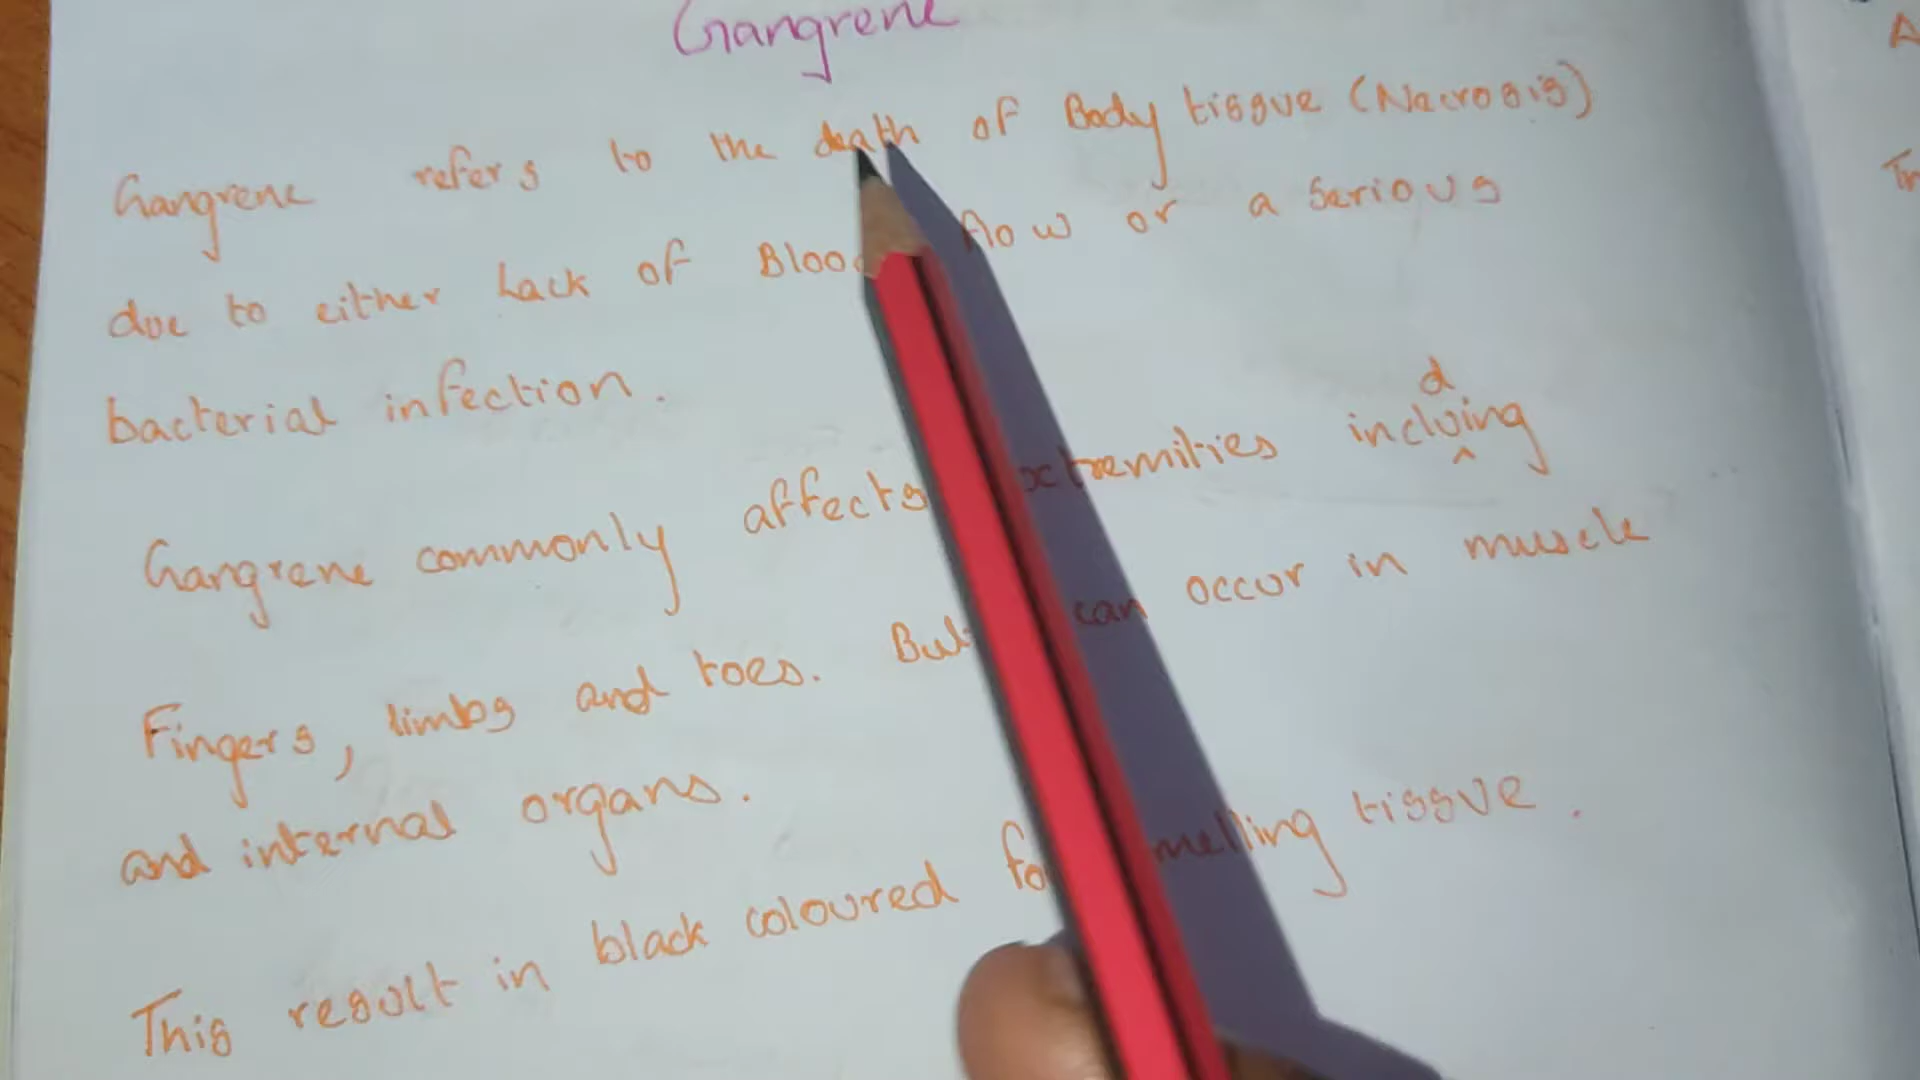 Gangrene
Gangrene refers to the death of Body tissue (Necrosis)
due to either Lack of Blood flow or a Serious
bacterial infection.
Gangrene commonly affects extremities incluing
d
^
Fingers, limbs and toes. But can occur in muscle
and internal organs.
This result in black coloured smelling tissue.
A
Tr